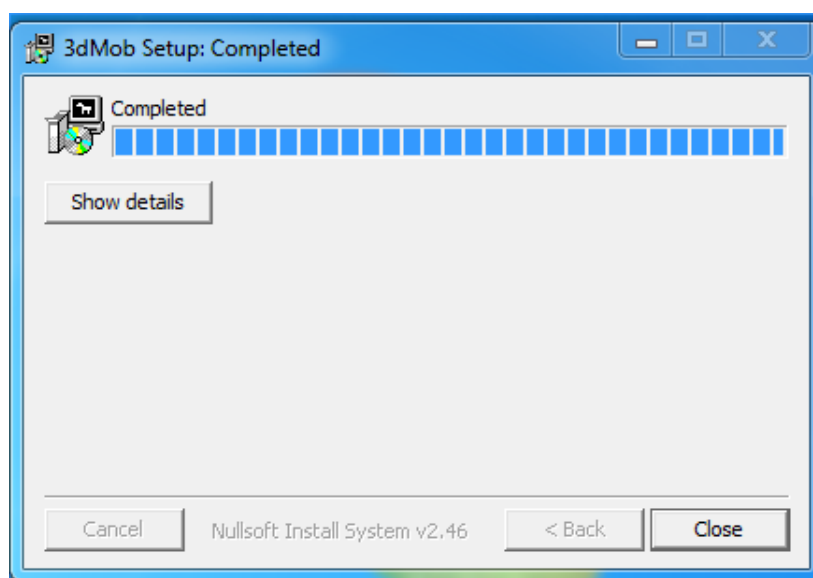 3dMob Setup: Completed
Completed
Show details
Cancel
Nullsoft Install System v2.46
< Back
Close